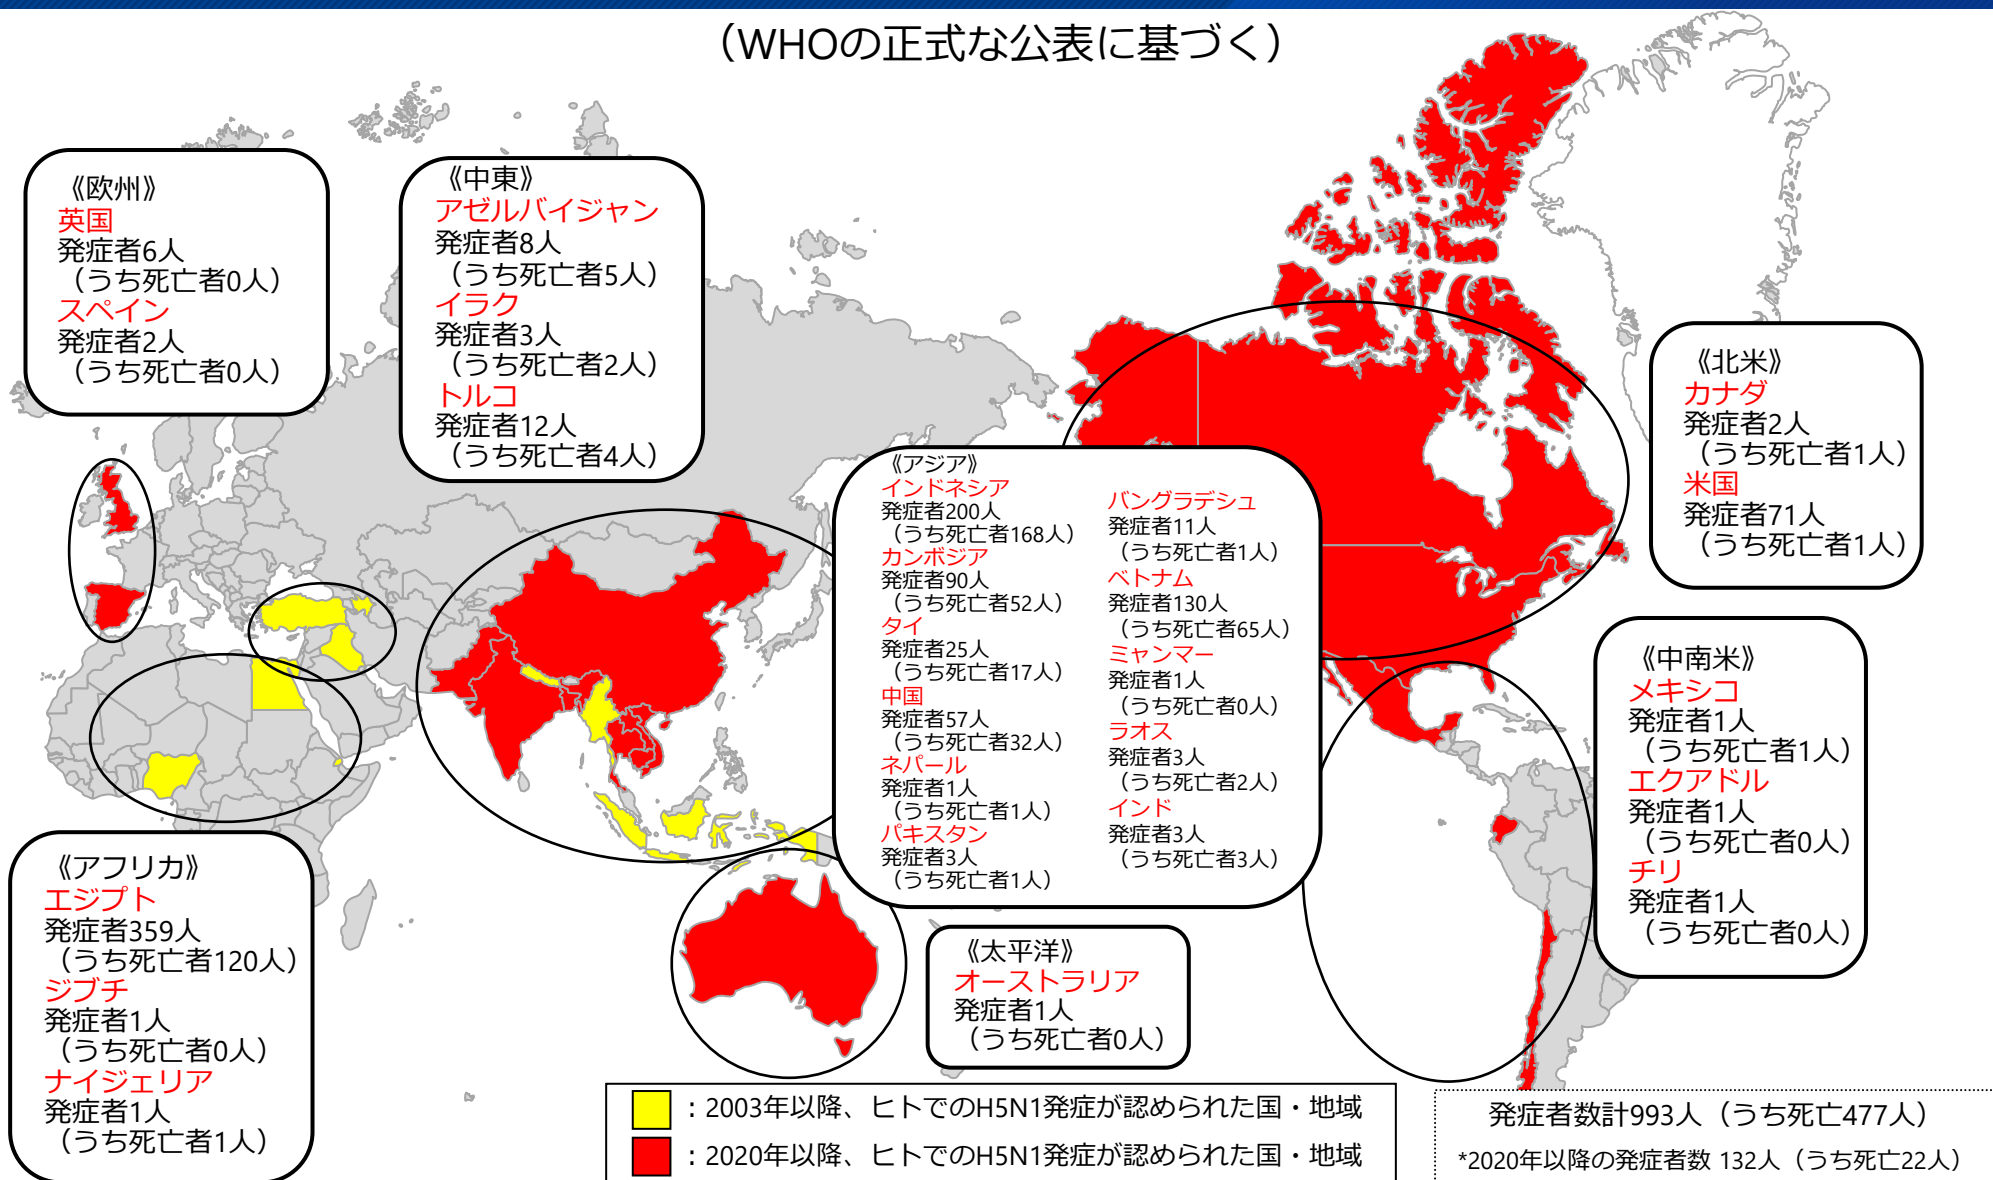 （WHOの正式な公表に基づく）
《欧州》
英国
発症者6人
（うち死亡者0人）
スペイン
発症者2人
（うち死亡者0人）
《中東》
アゼルバイジャン
発症者8人
（うち死亡者5人）
イラク
発症者3人
（うち死亡者2人）
トルコ
発症者12人
（うち死亡者4人）
《アジア》
インドネシア
発症者200人
（うち死亡者168人）
カンボジア
発症者90人
（うち死亡者52人）
タイ
発症者25人
（うち死亡者17人）
中国
発症者57人
（うち死亡者32人）
ネパール
発症者1人
（うち死亡者1人）
パキスタン
発症者3人
（うち死亡者1人）
バングラデシュ
発症者11人
（うち死亡者1人）
ベトナム
発症者130人
（うち死亡者65人）
ミャンマー
発症者1人
（うち死亡者0人）
ラオス
発症者3人
（うち死亡者2人）
インド
発症者3人
（うち死亡者3人）
《北米》
カナダ
発症者2人
（うち死亡者1人）
米国
発症者71人
（うち死亡者1人）
《中南米》
メキシコ
発症者1人
（うち死亡者1人）
エクアドル
発症者1人
（うち死亡者0人）
チリ
発症者1人
（うち死亡者0人）
《アフリカ》
エジプト
発症者359人
（うち死亡者120人）
ジブチ
発症者1人
（うち死亡者0人）
ナイジェリア
発症者1人
（うち死亡者1人）
《太平洋》
オーストラリア
発症者1人
（うち死亡者0人）
：2003年以降、ヒトでのH5N1発症が認められた国・地域
：2020年以降、ヒトでのH5N1発症が認められた国・地域
発症者数計993人（うち死亡477人）
*2020年以降の発症者数 132人（うち死亡22人）